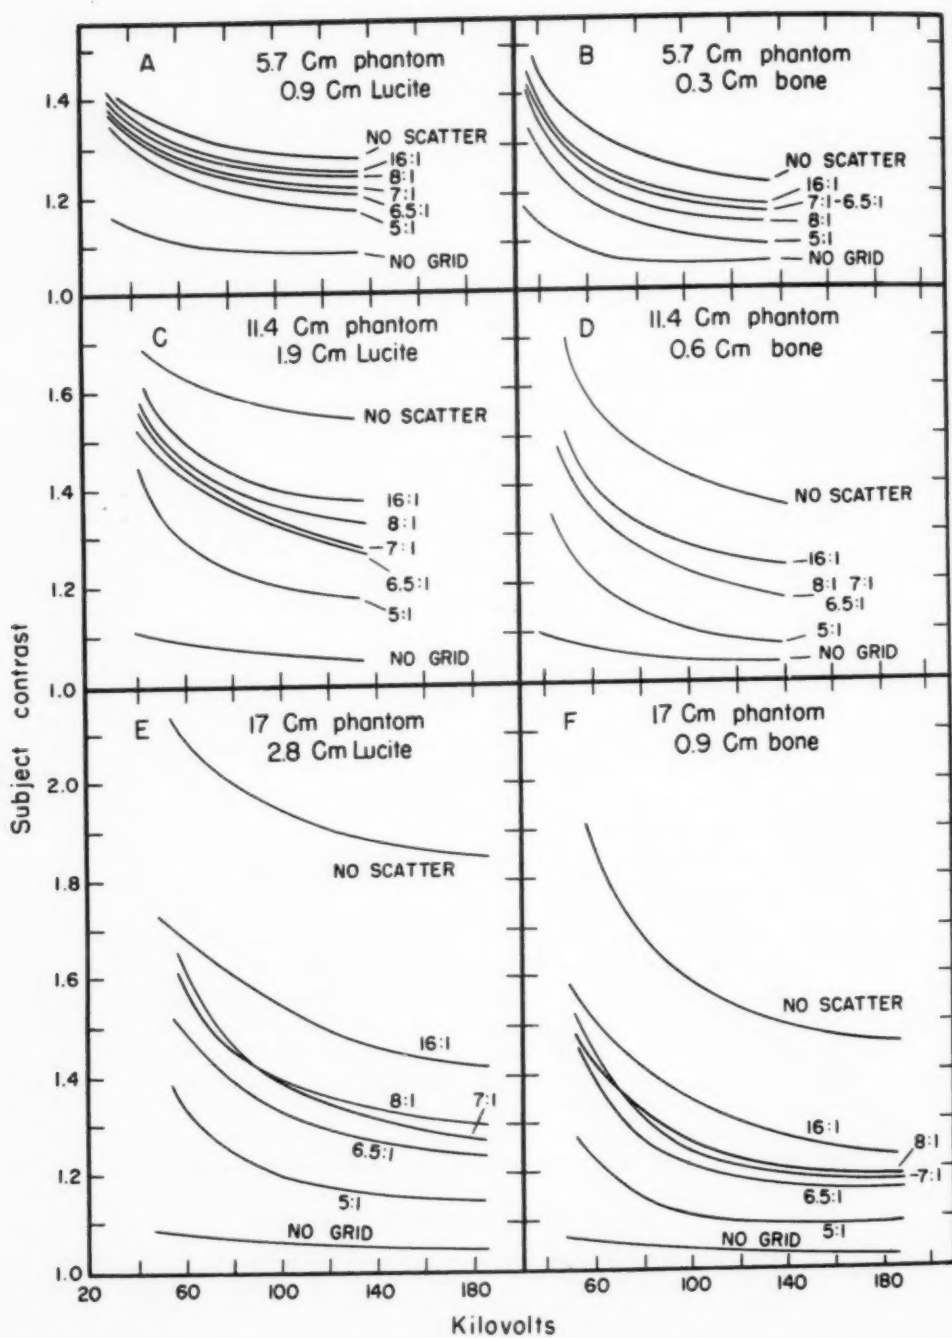 A
5.7 Cm phantom
0.9 Cm Lucite
NO SCATTER
16:1
8:1
7:1
6.5:1
5:1
NO GRID
B
5.7 Cm phantom
0.3 Cm bone
NO SCATTER
16:1
7:1-6.5:1
8:1
5:1
NO GRID
1.4
1.2
1.0
C
11.4 Cm phantom
1.9 Cm Lucite
NO SCATTER
16:1
8:1
7:1
6.5:1
5:1
NO GRID
D
11.4 Cm phantom
0.6 Cm bone
NO SCATTER
16:1
8:1 7:1
6.5:1
5:1
NO GRID
1.6
1.4
1.2
1.0
E
17 Cm phantom
2.8 Cm Lucite
NO SCATTER
16:1
8:1
7:1
6.5:1
5:1
NO GRID
F
17 Cm phantom
0.9 Cm bone
NO SCATTER
16:1
8:1
7:1
6.5:1
5:1
NO GRID
2.0
1.8
1.6
1.4
1.2
1.0
Subject contrast
20 60 100 140 180
60 100 140 180
Kilovolts